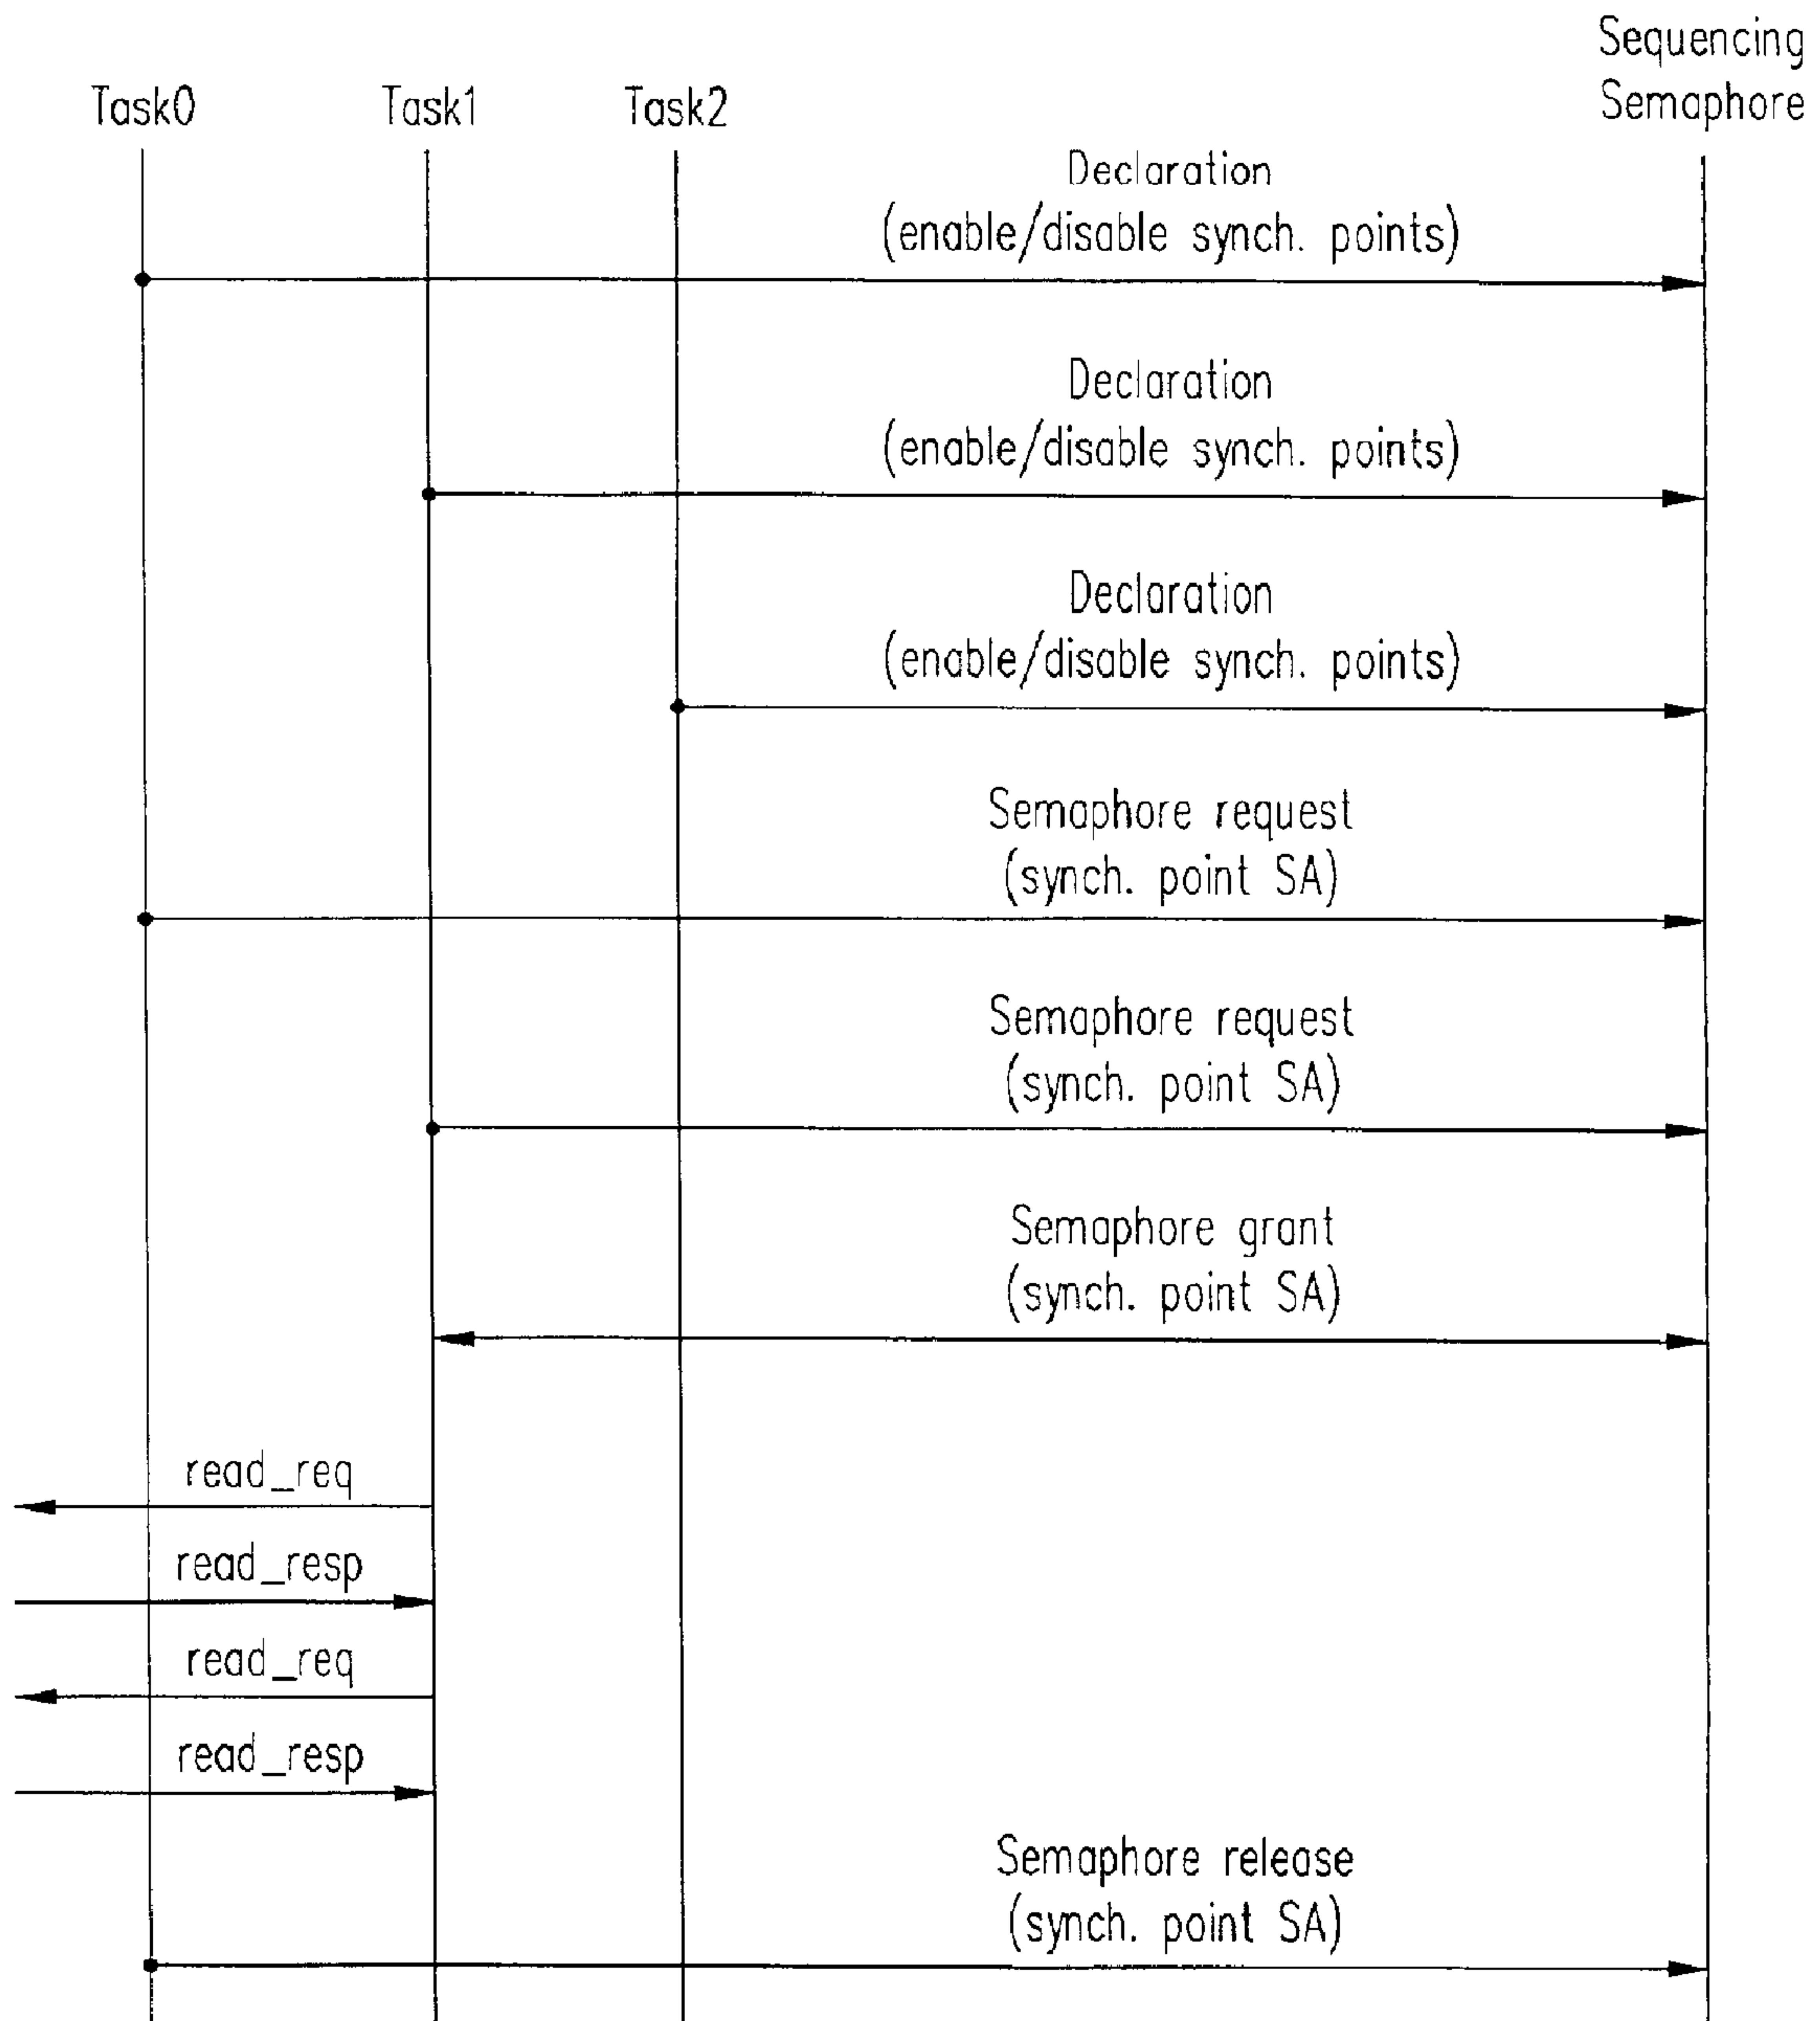 Sequencing
Semaphore
Task0
Task1
Task2
Declaration
(enable/disable synch. points)
Declaration
(enable/disable synch. points)
Declaration
(enable/disable synch. points)
Semaphore request
(synch. point SA)
Semaphore request
(synch. point SA)
Semaphore grant
(synch. point SA)
read_req
read_resp
read_req
read_resp
Semaphore release
(synch. point SA)